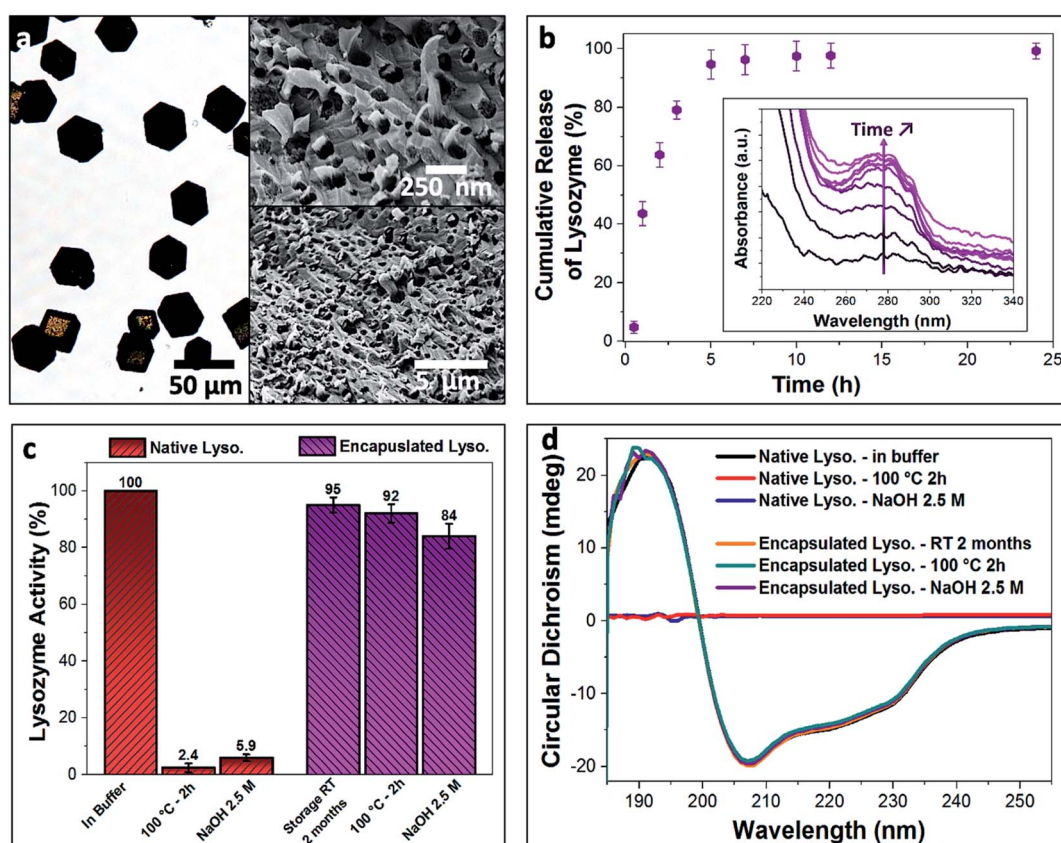 a
250 nm
50 µm
5 µm
b
Cumulative Release
of Lysozyme (%)
100
80
60
40
20
0
0 5 10 15 20 25
Time (h)
Time ↗
Absorbance (a.u.)
220 240 260 280 300 320 340
Wavelength (nm)
c
Native Lyso.
Encapuslated Lyso.
Lysozyme Activity (%)
100
80
60
40
20
0
100
2.4
5.9
95
92
84
In Buffer
100 °C - 2h
NaOH 2.5 M
Storage RT
2 months
100 °C - 2h
NaOH 2.5 M
d
Circular Dichroism (mdeg)
20
10
0
-10
-20
Native Lyso. - in buffer
Native Lyso. - 100 °C 2h
Native Lyso. - NaOH 2.5 M
Encapsulated Lyso. - RT 2 months
Encapsulated Lyso. - 100 °C 2h
Encapsulated Lyso. - NaOH 2.5 M
190 200 210 220 230 240 250
Wavelength (nm)